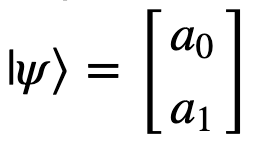 |ψ⟩ = [a₀
a₁]